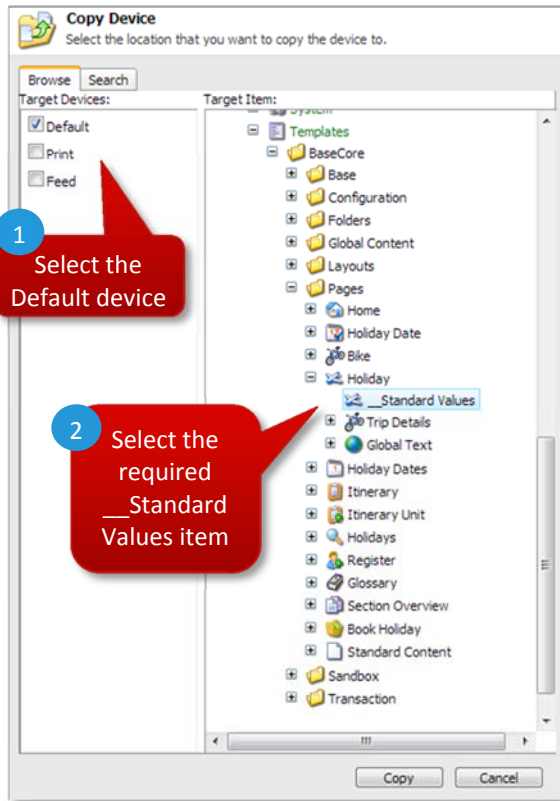 Copy Device
Select the location that you want to copy the device to.
Browse
Search
Target Devices:
Target Item:
Default
Print
Feed
1
Select the
Default device
System
Templates
BaseCore
Base
Configuration
Folders
Global Content
Layouts
Pages
Home
Holiday Date
Bike
Holiday
__Standard Values
Trip Details
Global Text
Holiday Dates
Itinerary
Itinerary Unit
Holidays
Register
Glossary
Section Overview
Book Holiday
Standard Content
Sandbox
Transaction
2
Select the
required
__Standard
Values item
Copy
Cancel